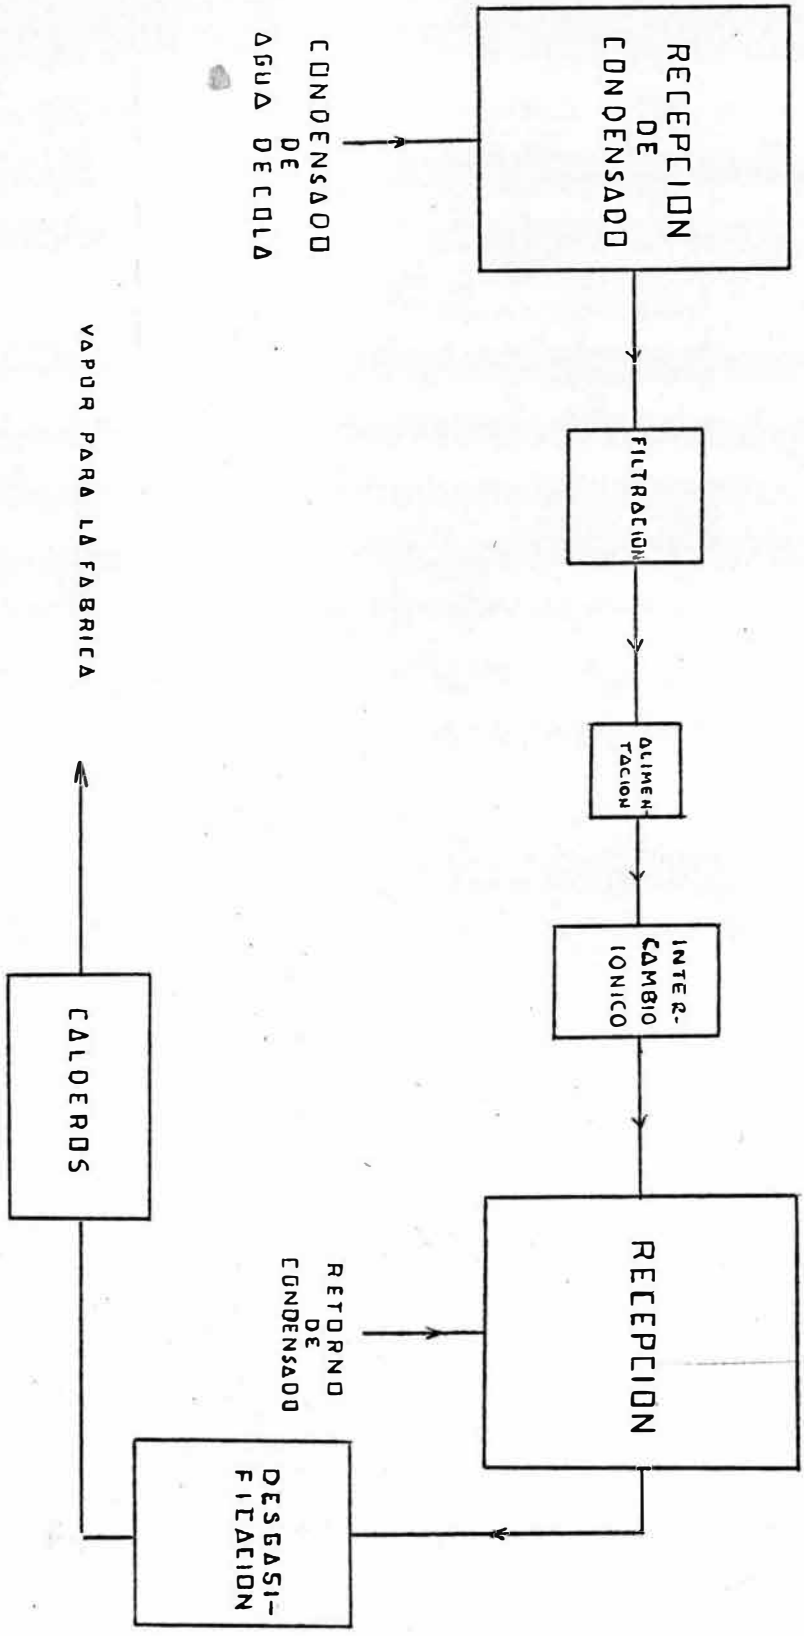 RECEPCION
DE
CONDENSADO
CONDENSADO
DE
AGUA DE COLA
FILTRACION
ALIMEN-
TACION
INTER-
CAMBIO
IONICO
RECEPCION
RETORNO
DE
CONDENSADO
DESGASI-
FICACION
CALDEROS
VAPOR PARA LA FABRICA